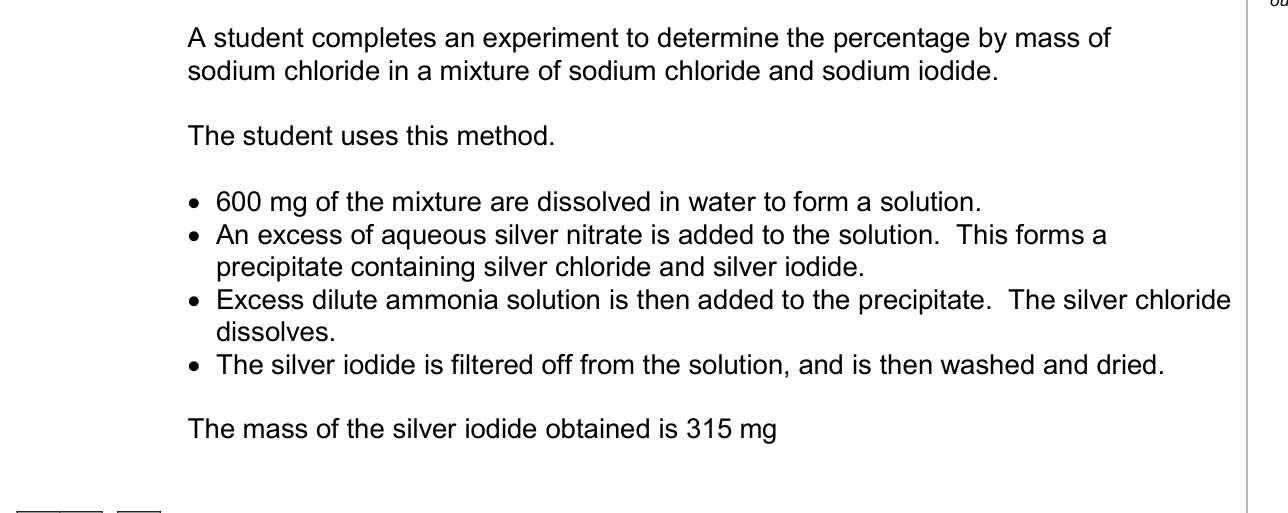 A student completes an experiment to determine the percentage by mass of
sodium chloride in a mixture of sodium chloride and sodium iodide.
The student uses this method.
• 600 mg of the mixture are dissolved in water to form a solution.
• An excess of aqueous silver nitrate is added to the solution. This forms a
precipitate containing silver chloride and silver iodide.
• Excess dilute ammonia solution is then added to the precipitate. The silver chloride
dissolves.
• The silver iodide is filtered off from the solution, and is then washed and dried.
The mass of the silver iodide obtained is 315 mg